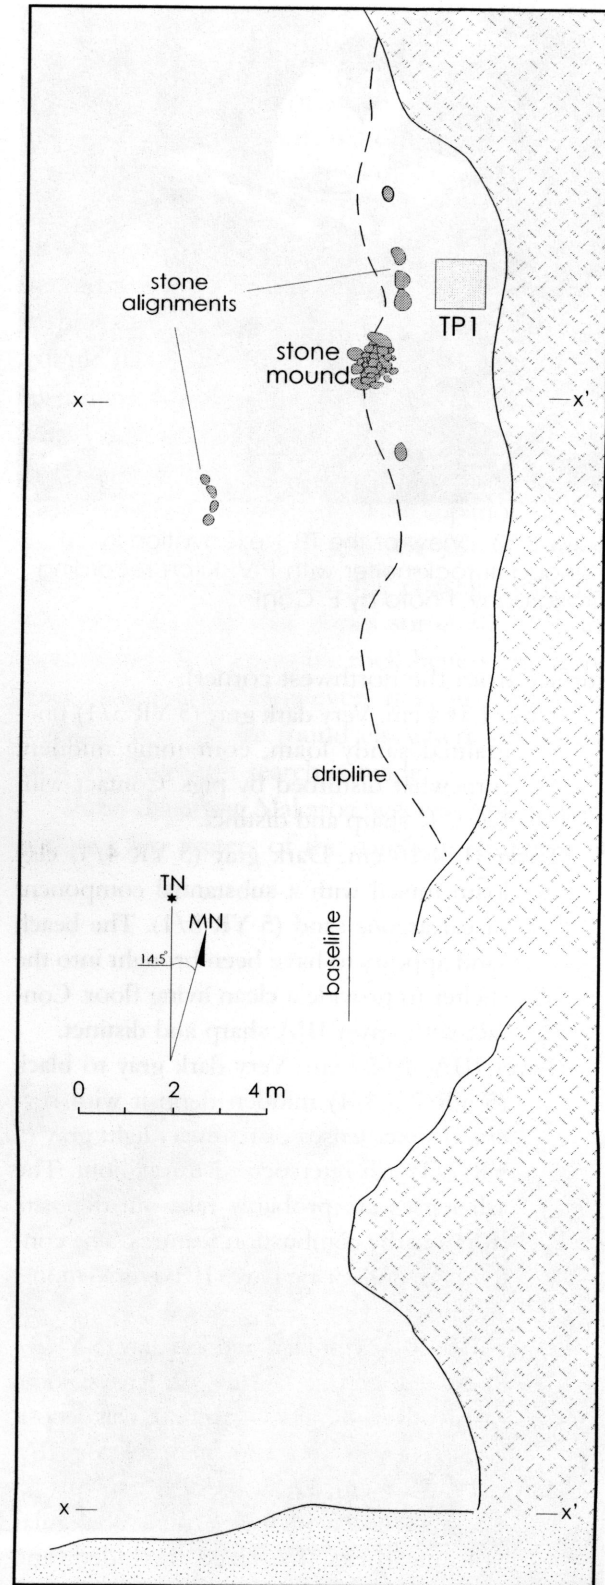 stone
alignments
TP1
stone
mound
x
x'
dripline
TN
MN
14.5°
baseline
0 2 4 m
x
x'